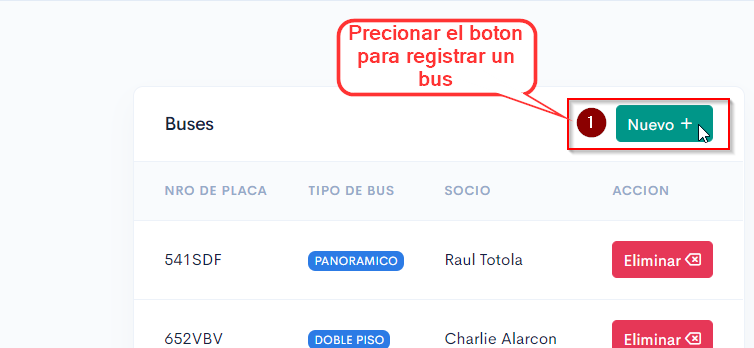 Precionar el boton
para registrar un
bus
Buses
1
Nuevo +
NRO DE PLACA TIPO DE BUS SOCIO ACCION
541SDF PANORAMICO Raul Totola Eliminar
652VBV DOBLE PISO Charlie Alarcon Eliminar